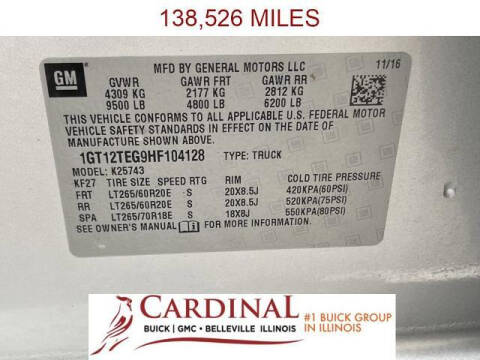 138,526 MILES
GM
MFD BY GENERAL MOTORS LLC 11/16
GVWR GAWR FRT GAWR RR
4309 KG 2177 KG 2812 KG
9500 LB 4800 LB 6200 LB
THIS VEHICLE CONFORMS TO ALL APPLICABLE U.S. FEDERAL MOTOR
VEHICLE SAFETY STANDARDS IN EFFECT ON THE DATE OF
MANUFACTURE SHOWN ABOVE.
1GT12TEG9HF104128 TYPE: TRUCK
MODEL: K25743
KF27 TIRE SIZE SPEED RTG RIM COLD TIRE PRESSURE
FRT LT265/60R20E S 20X8.5J 420KPA(60PSI)
RR LT265/60R20E S 20X8.5J 520KPA(75PSI)
SPA LT265/70R18E S 18X8J 550KPA(80PSI)
SEE OWNER'S MANUAL FOR MORE INFORMATION
CARDINAL
BUICK | GMC - BELLEVILLE ILLINOIS
#1 BUICK GROUP
IN ILLINOIS